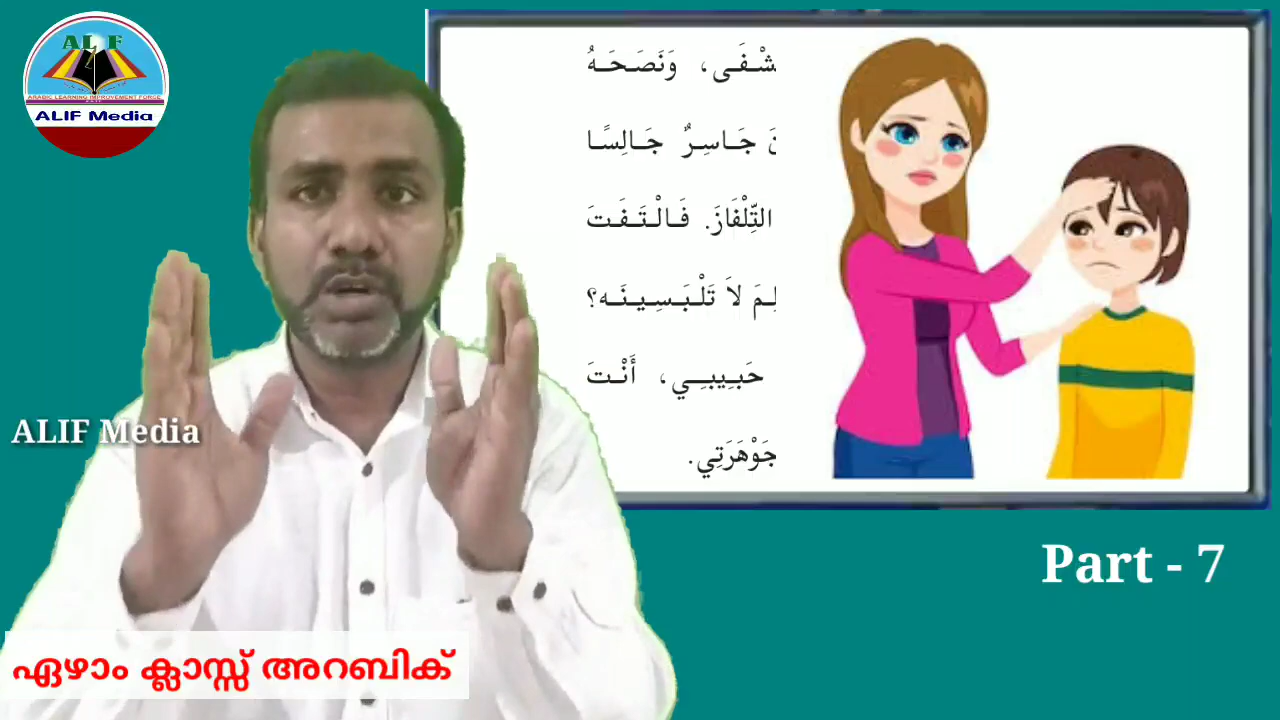 ALIF
ARABIC LEARNING IMPROVEMENT FORCE
ALIF Media
وَنَصَحَهُ
جَاسِرٌ جَالِسًا
التِّلْفَازَ. فَالْتَفَتَ
لِمَ لاَ تَلْبَسِينَه؟
حَبِيبِي، أَنْتَ
جَوْهَرَتِي.
ALIF Media
Part - 7
ഏഴാം ക്ലാസ്സ് അറബിക്